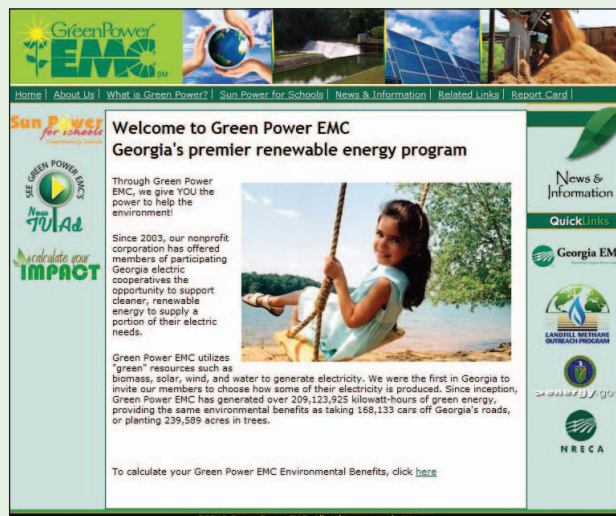 GreenPower
EMC SM
Home | About Us | What is Green Power? | Sun Power for Schools | News & Information | Related Links | Report Card |
Sun Power
for schools
SEE GREEN POWER EMC'S
New
TV Ad
calculate your
IMPACT
Welcome to Green Power EMC
Georgia's premier renewable energy program
Through Green Power
EMC, we give YOU the
power to help the
environment!
Since 2003, our nonprofit
corporation has offered
members of participating
Georgia electric
cooperatives the
opportunity to support
cleaner, renewable
energy to supply a
portion of their electric
needs.
Green Power EMC utilizes
"green" resources such as
biomass, solar, wind, and water to generate electricity. We were the first in Georgia to
invite our members to choose how some of their electricity is produced. Since inception,
Green Power EMC has generated over 209,123,925 kilowatt-hours of green energy,
providing the same environmental benefits as taking 168,133 cars off Georgia's roads,
or planting 239,589 acres in trees.
To calculate your Green Power EMC Environmental Benefits, click here
News &
Information
QuickLinks
Georgia EM
LANDFILL METHANE
OUTREACH PROGRAM
energy.go
NRECA